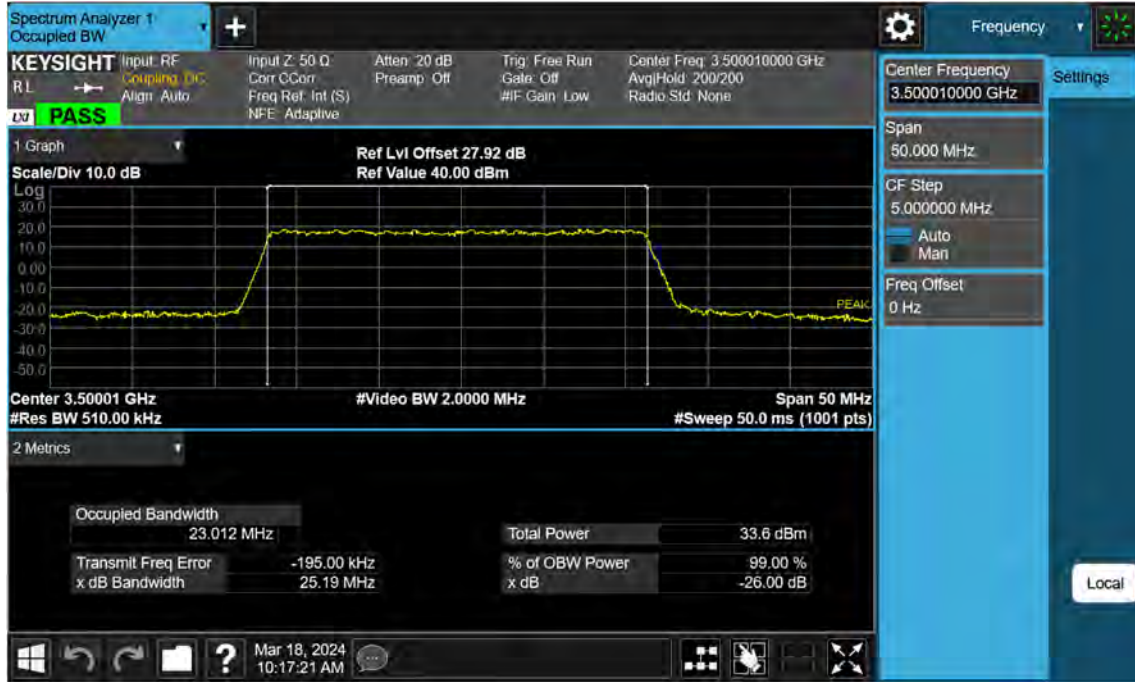 Spectrum Analyzer 1
Occupied BW
Frequency
KEYSIGHT
RL
LXI
PASS
Input: RF
Coupling: DC
Align: Auto
Input Z: 50 Ω
Corr CCorr
Freq Ref: Int (S)
NFE: Adaptive
Atten: 20 dB
Preamp: Off
Trig: Free Run
Gate: Off
#IF Gain: Low
Center Freq: 3.500010000 GHz
Avg|Hold: 200/200
Radio Std: None
Center Frequency
3.500010000 GHz
Settings
Span
50.000 MHz
CF Step
5.000000 MHz
Auto
Man
Freq Offset
0 Hz
1 Graph
Scale/Div 10.0 dB
Ref Lvl Offset 27.92 dB
Ref Value 40.00 dBm
Log
30.0
20.0
10.0
0.00
-10.0
-20.0
-30.0
-40.0
-50.0
PEAK
Center 3.50001 GHz
#Video BW 2.0000 MHz
Span 50 MHz
#Res BW 510.00 kHz
#Sweep 50.0 ms (1001 pts)
2 Metrics
Occupied Bandwidth
23.012 MHz
Total Power 33.6 dBm
Transmit Freq Error -195.00 kHz
% of OBW Power 99.00 %
x dB Bandwidth 25.19 MHz
x dB -26.00 dB
Local
?
Mar 18, 2024
10:17:21 AM